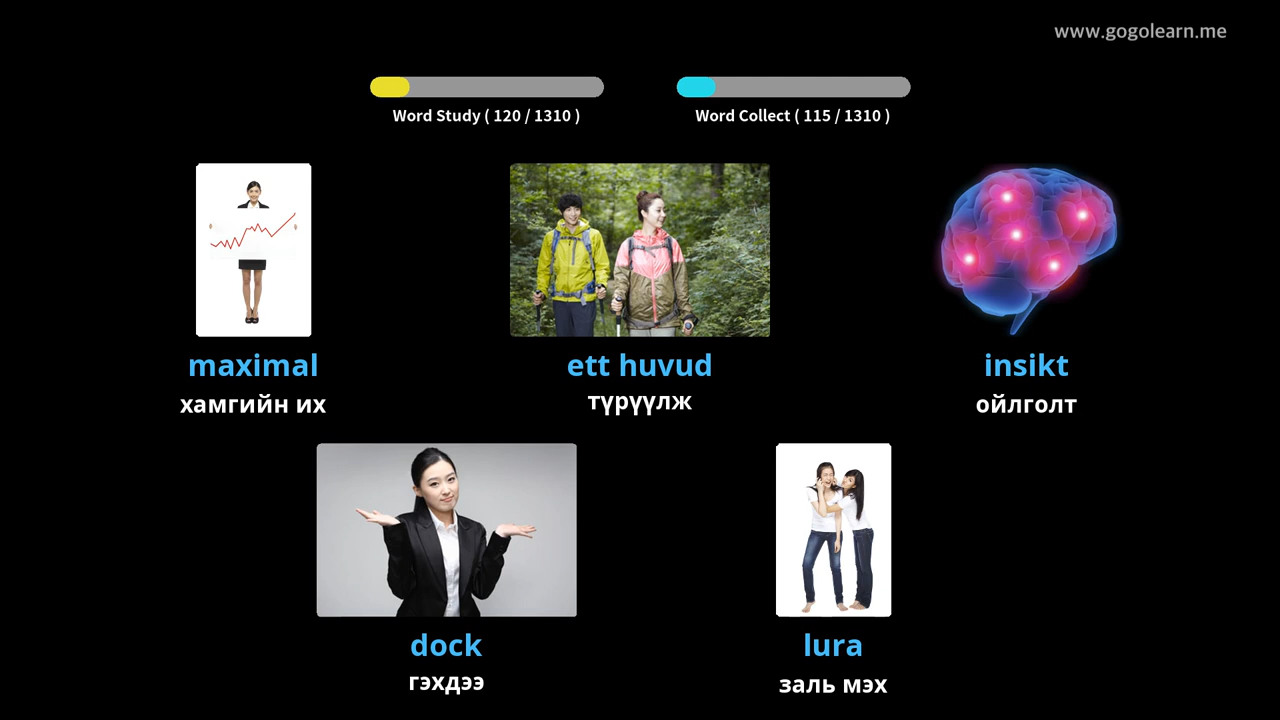 www.gogolearn.me
Word Study ( 120 / 1310 )
Word Collect ( 115 / 1310 )
maximal
хамгийн их
ett huvud
түрүүлж
insikt
ойлголт
dock
гэхдээ
lura
заль мэх